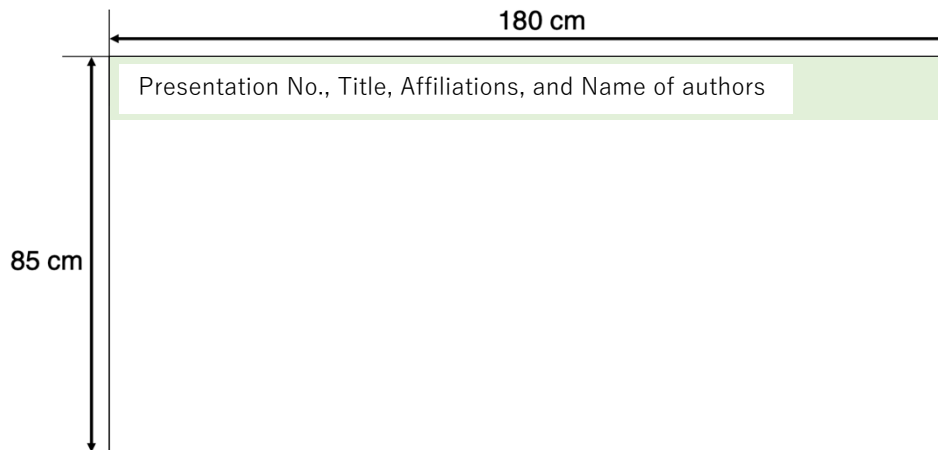 180 cm
Presentation No., Title, Affiliations, and Name of authors
85 cm